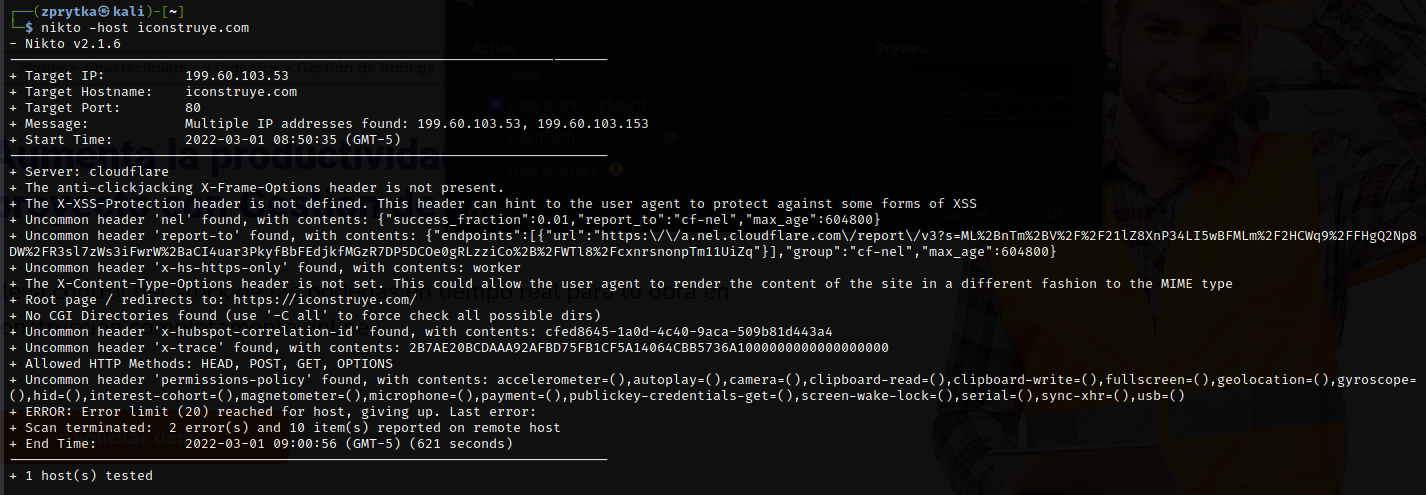 (zprytka㉿kali)-[~]
$ nikto -host iconstruye.com
- Nikto v2.1.6
+ Target IP: 199.60.103.53
+ Target Hostname: iconstruye.com
+ Target Port: 80
+ Message: Multiple IP addresses found: 199.60.103.53, 199.60.103.153
+ Start Time: 2022-03-01 08:50:35 (GMT-5)
+ Server: cloudflare
+ The anti-clickjacking X-Frame-Options header is not present.
+ The X-XSS-Protection header is not defined. This header can hint to the user agent to protect against some forms of XSS
+ Uncommon header 'nel' found, with contents: {"success_fraction":0.01,"report_to":"cf-nel","max_age":604800}
+ Uncommon header 'report-to' found, with contents: {"endpoints":[{"url":"https:\/\/a.nel.cloudflare.com\/report\/v3?s=ML%2BnTm%2BV%2F%2F21lZ8XnP34LI5wBFMLm%2F2HCWq9%2FFHgQ2Np8
DW%2FR3sl7zWs3iFwrW%2BaCI4uar3PkyfBbFEdjkfMGzR7DP5DCOe0gRLzziCo%2B%2FWTl8%2FcxnrsnonpTm11UiZq"}],"group":"cf-nel","max_age":604800}
+ Uncommon header 'x-hs-https-only' found, with contents: worker
+ The X-Content-Type-Options header is not set. This could allow the user agent to render the content of the site in a different fashion to the MIME type
+ Root page / redirects to: https://iconstruye.com/
+ No CGI Directories found (use '-C all' to force check all possible dirs)
+ Uncommon header 'x-hubspot-correlation-id' found, with contents: cfed8645-1a0d-4c40-9aca-509b81d443a4
+ Uncommon header 'x-trace' found, with contents: 2B7AE20BCDAAA92AFBD75FB1CF5A14064CBB5736A1000000000000000000
+ Allowed HTTP Methods: HEAD, POST, GET, OPTIONS
+ Uncommon header 'permissions-policy' found, with contents: accelerometer=(),autoplay=(),camera=(),clipboard-read=(),clipboard-write=(),fullscreen=(),geolocation=(),gyroscope=
(),hid=(),interest-cohort=(),magnetometer=(),microphone=(),payment=(),publickey-credentials-get=(),screen-wake-lock=(),serial=(),sync-xhr=(),usb=()
+ ERROR: Error limit (20) reached for host, giving up. Last error:
+ Scan terminated: 2 error(s) and 10 item(s) reported on remote host
+ End Time: 2022-03-01 09:00:56 (GMT-5) (621 seconds)
+ 1 host(s) tested